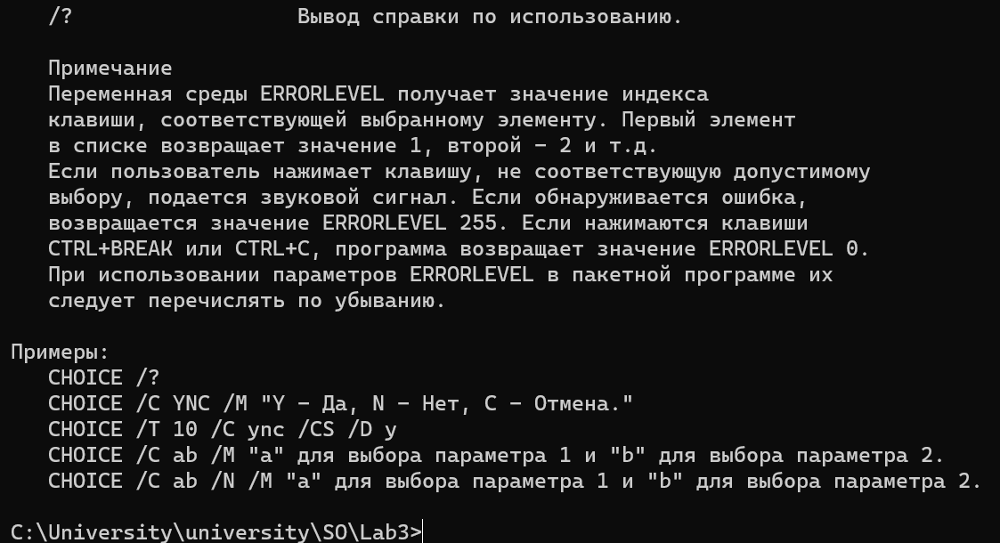 /? Вывод справки по использованию.
Примечание
Переменная среды ERRORLEVEL получает значение индекса
клавиши, соответствующей выбранному элементу. Первый элемент
в списке возвращает значение 1, второй - 2 и т.д.
Если пользователь нажимает клавишу, не соответствующую допустимому
выбору, подается звуковой сигнал. Если обнаруживается ошибка,
возвращается значение ERRORLEVEL 255. Если нажимаются клавиши
CTRL+BREAK или CTRL+C, программа возвращает значение ERRORLEVEL 0.
При использовании параметров ERRORLEVEL в пакетной программе их
следует перечислять по убыванию.
Примеры:
CHOICE /?
CHOICE /C YNC /M "Y - Да, N - Нет, C - Отмена."
CHOICE /T 10 /C ync /CS /D y
CHOICE /C ab /M "a" для выбора параметра 1 и "b" для выбора параметра 2.
CHOICE /C ab /N /M "a" для выбора параметра 1 и "b" для выбора параметра 2.
C:\University\university\SO\Lab3>